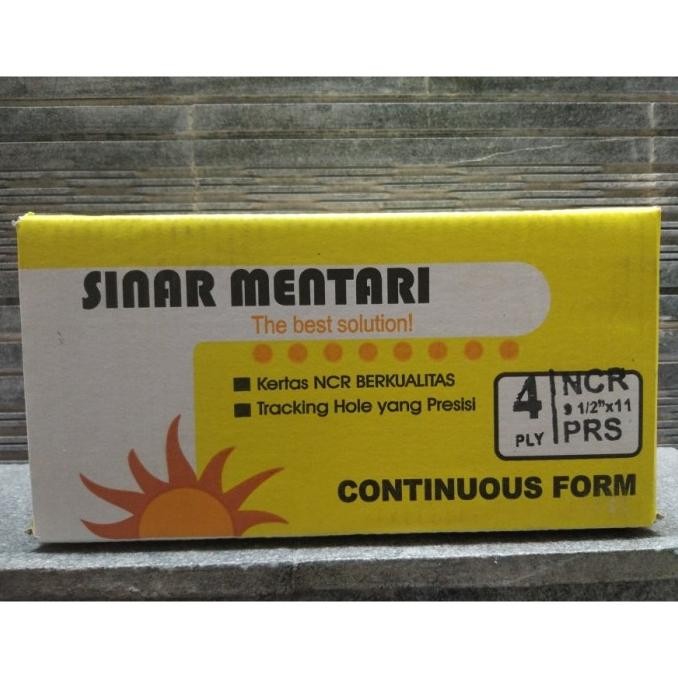 SINAR MENTARI
The best solution!
Kertas NCR BERKUALITAS
Tracking Hole yang Presisi
4
PLY
NCR
9 1/2"x11
PRS
CONTINUOUS FORM